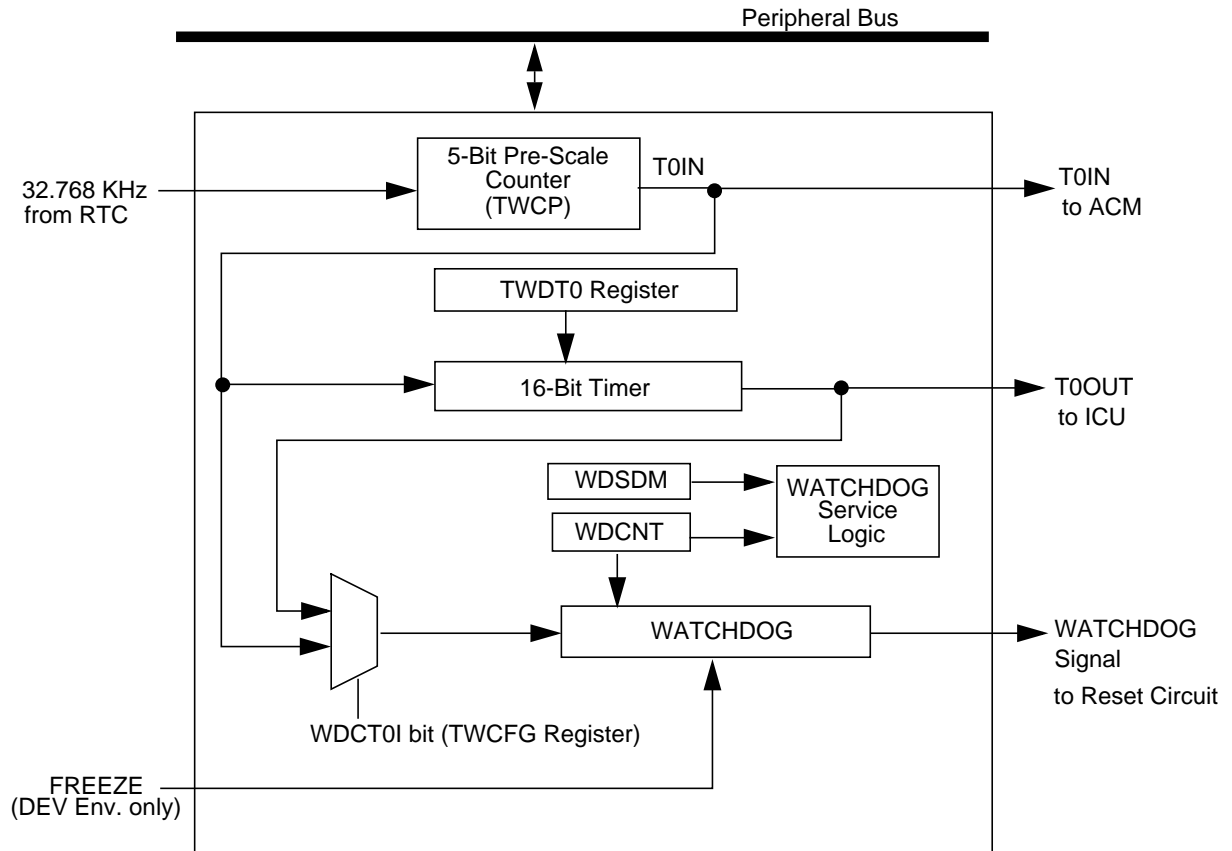 Peripheral Bus
5-Bit Pre-Scale
Counter
(TWCP)
T0IN
32.768 KHz
from RTC
T0IN
to ACM
TWDT0 Register
16-Bit Timer
T0OUT
to ICU
WDSDM
WDCNT
WATCHDOG
Service
Logic
WATCHDOG
WATCHDOG
Signal
to Reset Circuit
WDCT0I bit (TWCFG Register)
FREEZE
(DEV Env. only)